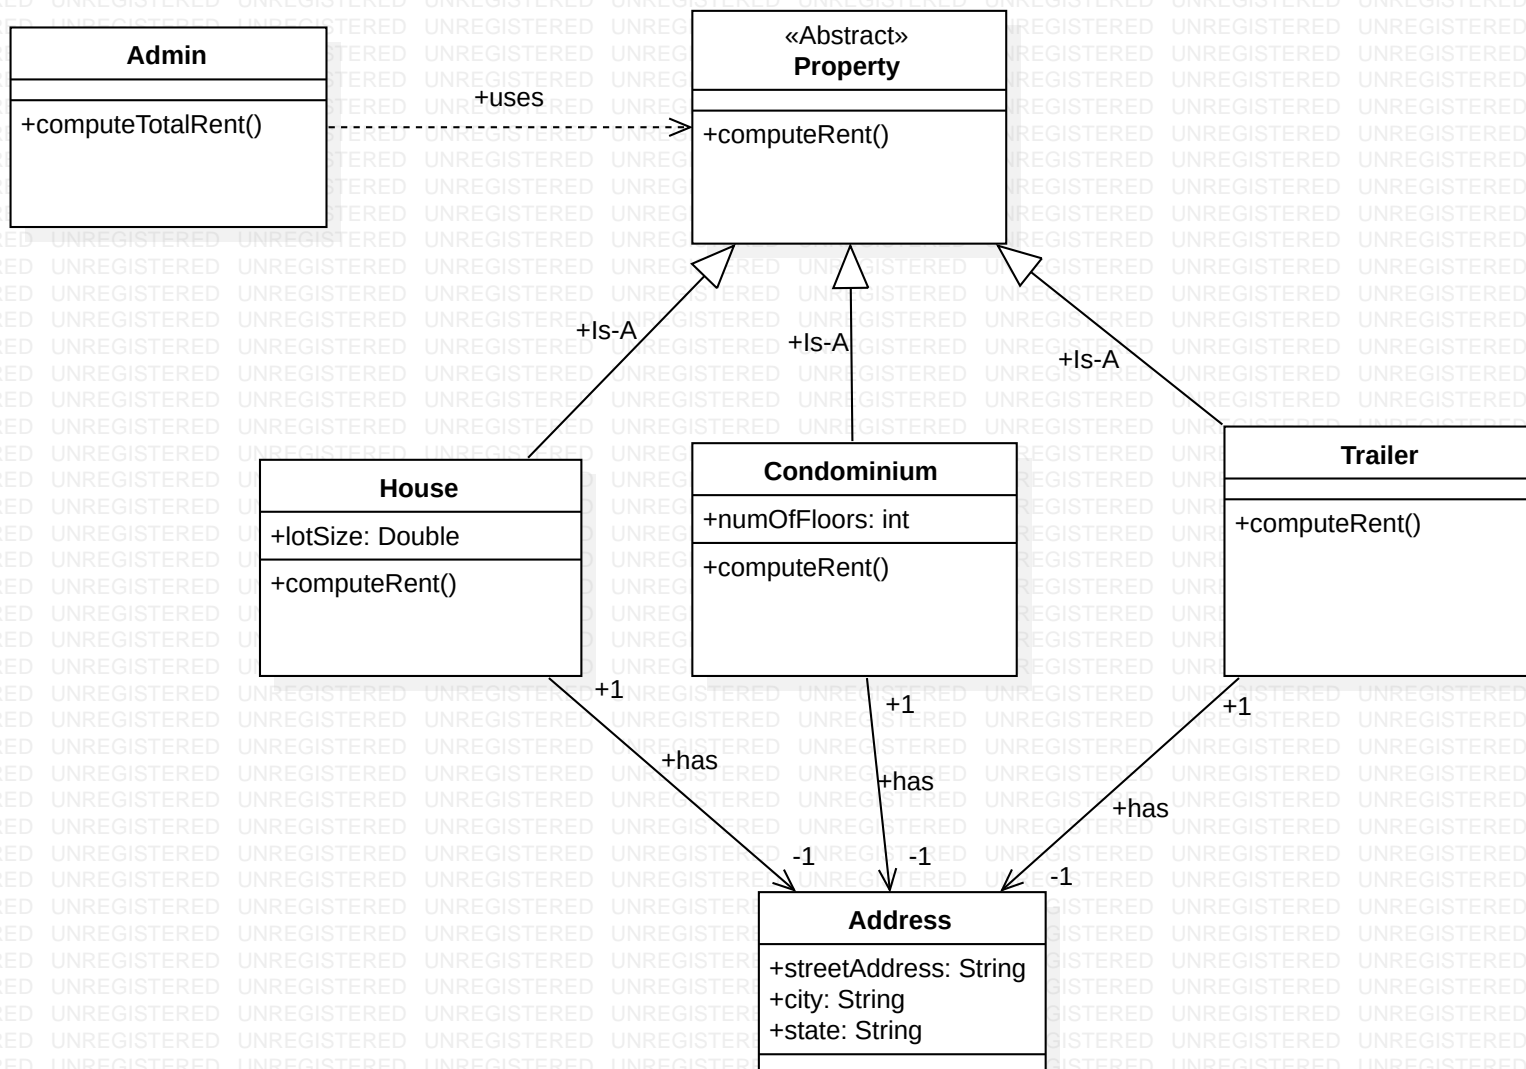 Admin
+computeTotalRent()
+uses
«Abstract»
Property
+computeRent()
+Is-A
+Is-A
+Is-A
House
+lotSize: Double
+computeRent()
Condominium
+numOfFloors: int
+computeRent()
Trailer
+computeRent()
+1
+has
-1
+1
+has
-1
+1
+has
-1
Address
+streetAddress: String
+city: String
+state: String
UNREGISTERED